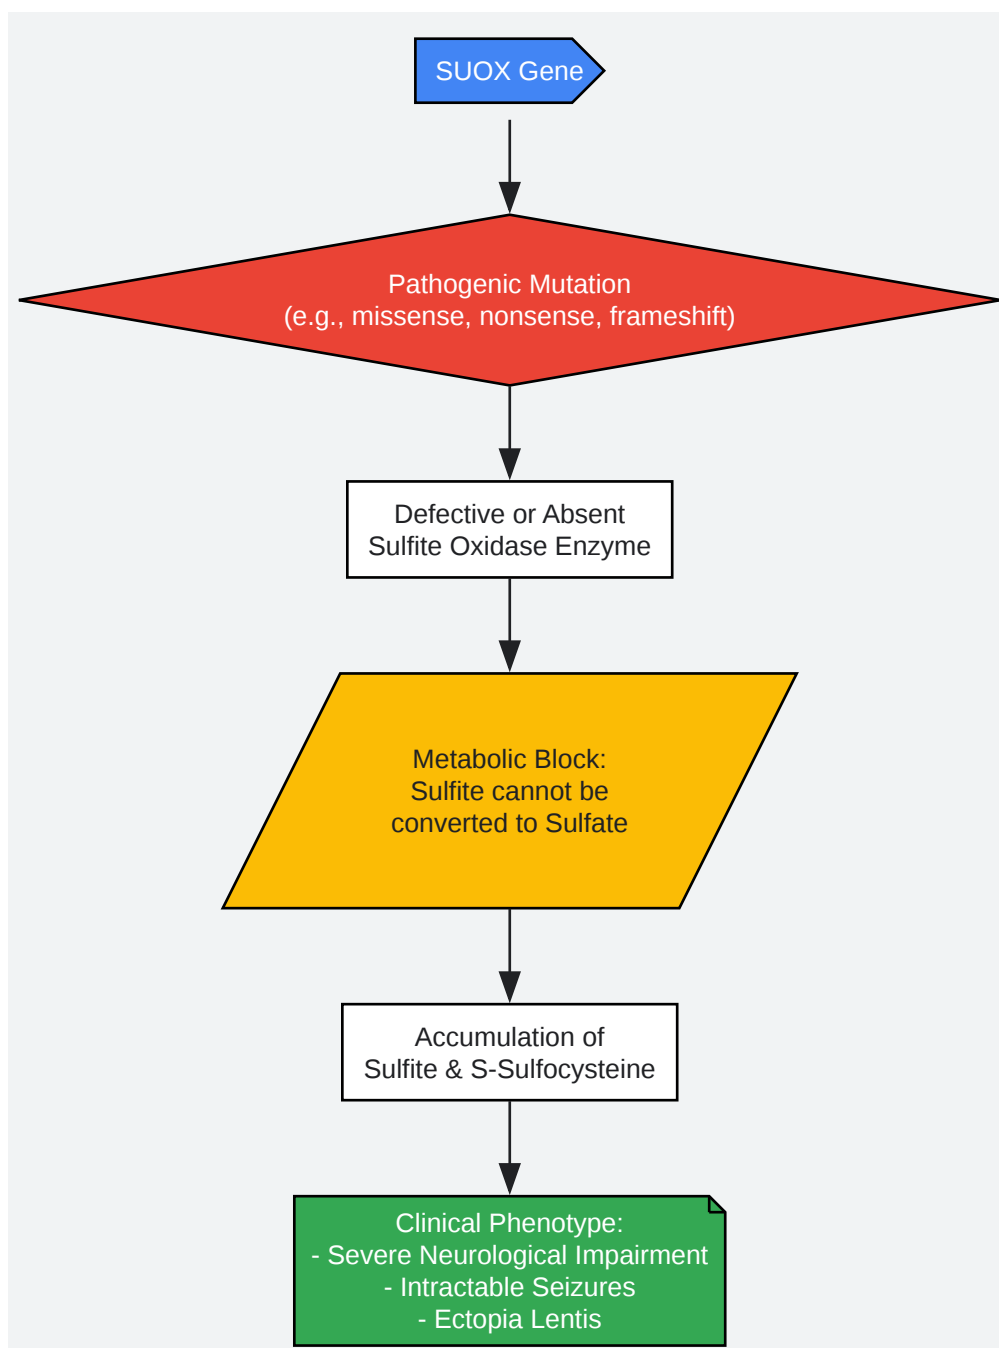 SUOX Gene
Pathogenic Mutation
(e.g., missense, nonsense, frameshift)
Defective or Absent
Sulfite Oxidase Enzyme
Metabolic Block:
Sulfite cannot be
converted to Sulfate
Accumulation of
Sulfite & S-Sulfocysteine
Clinical Phenotype:
- Severe Neurological Impairment
- Intractable Seizures
- Ectopia Lentis